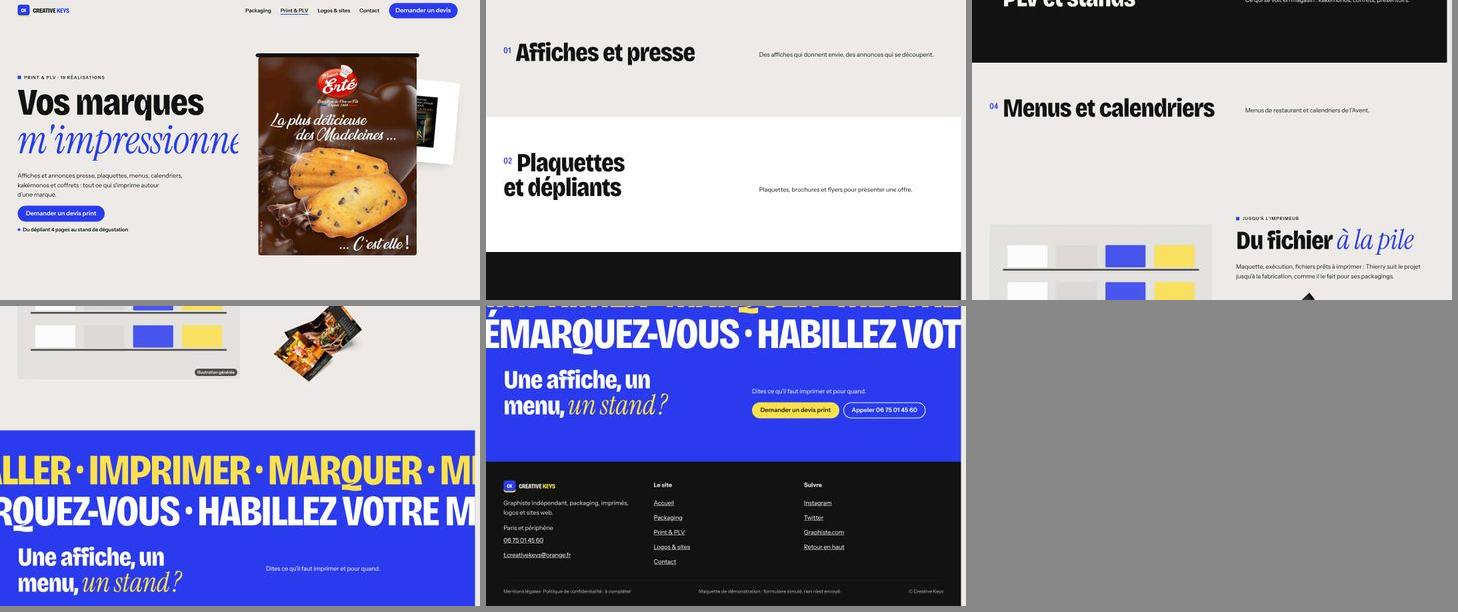 CK CREATIVE KEYS
Packaging
Print & PLV
Logos & sites
Contact
Demander un devis
PRINT & PLV · 19 RÉALISATIONS
Vos marques
m'impressionne
Affiches et annonces presse, plaquettes, menus, calendriers,
kakémonos et coffrets : tout ce qui s'imprime autour
d'une marque.
Demander un devis print
Du dépliant 4 pages au stand de dégustation
Erté
La plus délicieuse
des Madeleines ...
... C'est elle !
01 Affiches et presse
Des affiches qui donnent envie, des annonces qui se découpent.
02 Plaquettes
et dépliants
Plaquettes, brochures et flyers pour présenter une offre.
PLV et stands
04 Menus et calendriers
Menus de restaurant et calendriers de l'Avent.
JUSQU'À L'IMPRIMEUR
Du fichier à la pile
Maquette, exécution, fichiers prêts à imprimer : Thierry suit le projet
jusqu'à la fabrication, comme il le fait pour ses packagings.
Illustration générée
LLER · IMPRIMER · MARQUER · M
RQUEZ-VOUS · HABILLEZ VOTRE M
Une affiche, un
menu, un stand ?
Dites ce qu'il faut imprimer et pour quand.
ÉMARQUEZ-VOUS · HABILLEZ VOT
Une affiche, un
menu, un stand ?
Dites ce qu'il faut imprimer et pour quand.
Demander un devis print
Appeler 06 75 01 45 60
CK CREATIVE KEYS
Graphiste indépendant, packaging, imprimés,
logos et sites web.
Paris et périphérie
06 75 01 45 60
t.creativekeys@orange.fr
Le site
Accueil
Packaging
Print & PLV
Logos & sites
Contact
Suivre
Instagram
Twitter
Graphiste.com
Retour en haut
Mentions légales · Politique de confidentialité : à compléter
Maquette de démonstration : formulaire simulé, rien n'est envoyé.
© Creative Keys